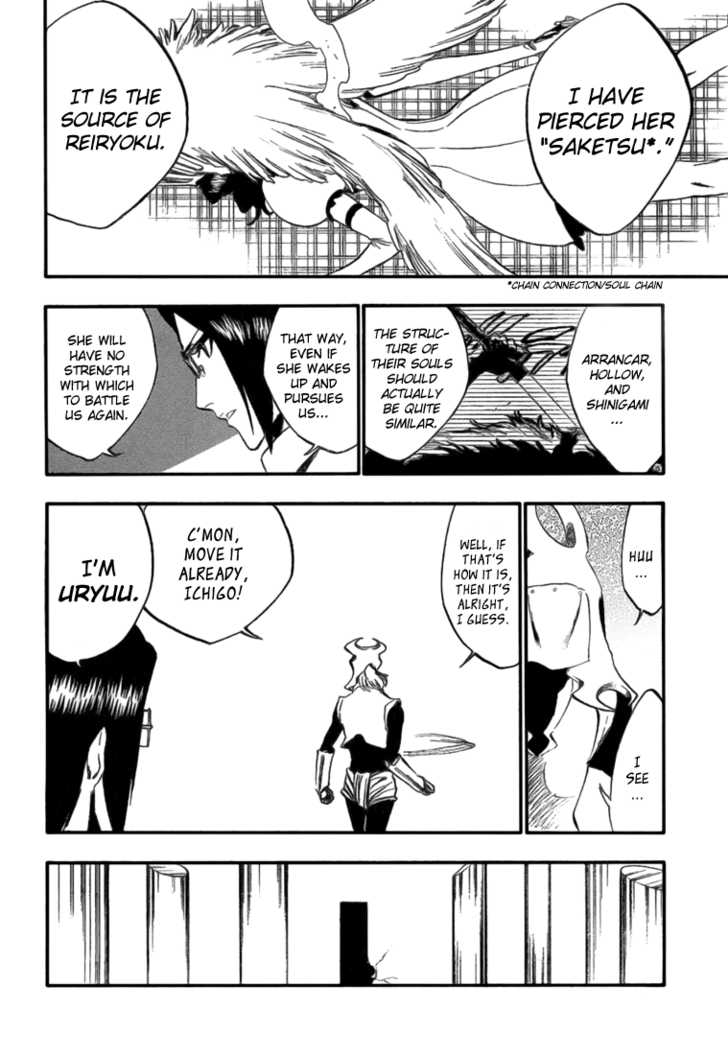 I HAVE
PIERCED HER
"SAKETSU*."
IT IS THE
SOURCE OF
REIRYOKU.
*CHAIN CONNECTION/SOUL CHAIN
ARRANCAR,
HOLLOW,
AND
SHINIGAMI
...
THE STRUC-
TURE OF
THEIR SOULS
SHOULD
ACTUALLY
BE QUITE
SIMILAR.
THAT WAY,
EVEN IF
SHE WAKES
UP AND
PURSUES
US...
SHE WILL
HAVE NO
STRENGTH
WITH WHICH
TO BATTLE
US AGAIN.
HUU
...
I
SEE
...
WELL, IF
THAT'S
HOW IT IS,
THEN IT'S
ALRIGHT,
I GUESS.
C'MON,
MOVE IT
ALREADY,
ICHIGO!
I'M
URYUU.